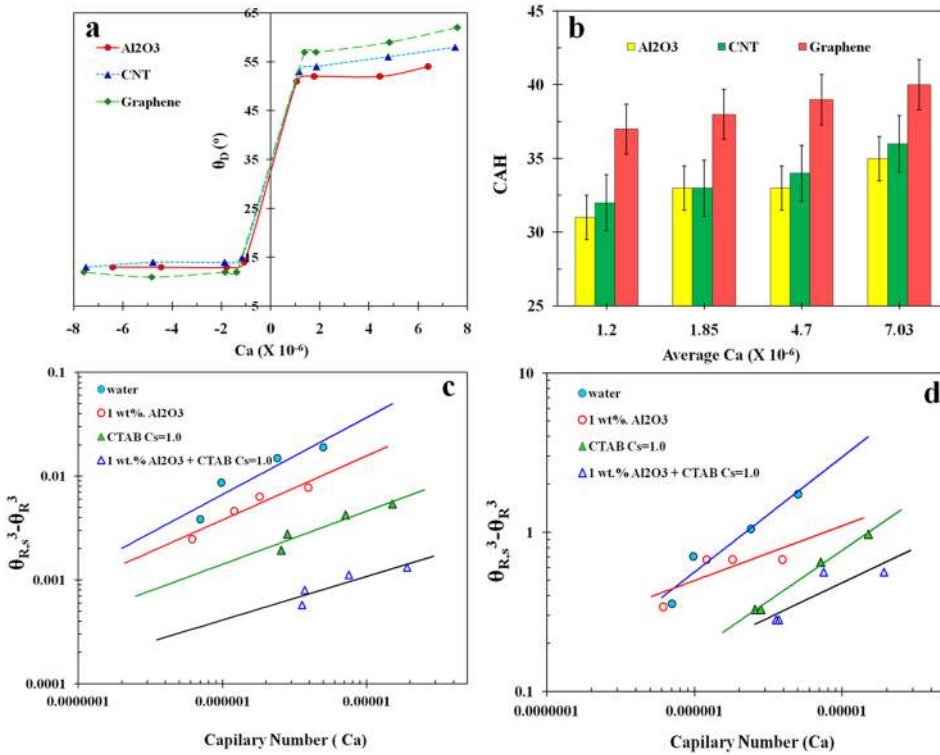 a
65
55
45
35
25
15
5
θD (°)
Al2O3
CNT
Graphene
-8 -6 -4 -2 0 2 4 6 8
Ca (X 10-6)
b
45
40
35
30
25
CAH
Al2O3 CNT Graphene
1.2 1.85 4.7 7.03
Average Ca (X 10-6)
c
0.1
0.01
0.001
0.0001
θR,s3-θR3
water
1 wt%. Al2O3
CTAB Cs=1.0
1 wt.% Al2O3 + CTAB Cs=1.0
0.0000001 0.000001 0.00001 0.0001
Capilary Number ( Ca)
d
10
1
0.1
θR,s3-θR3
water
1 wt%. Al2O3
CTAB Cs=1.0
1 wt.% Al2O3 + CTAB Cs=1.0
0.0000001 0.000001 0.00001 0.0001
Capilary Number (Ca)